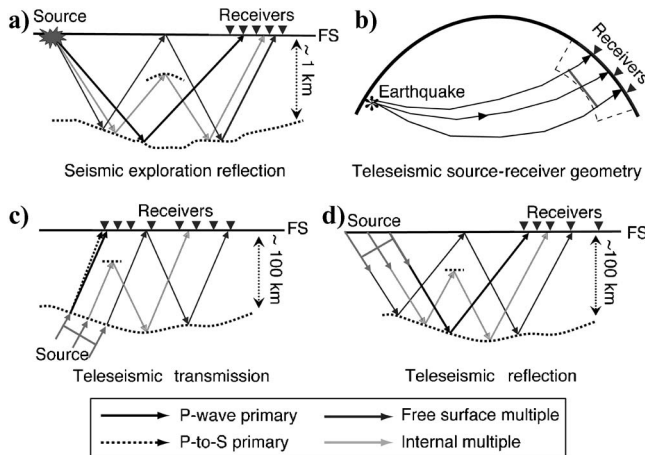 a)
Source
Receivers
FS
~ 1 km
Seismic exploration reflection
b)
Receivers
Earthquake
Teleseismic source-receiver geometry
c)
Receivers
FS
~100 km
Source
Teleseismic transmission
d)
Source
Receivers
FS
~100 km
Teleseismic reflection
P-wave primary
Free surface multiple
P-to-S primary
Internal multiple